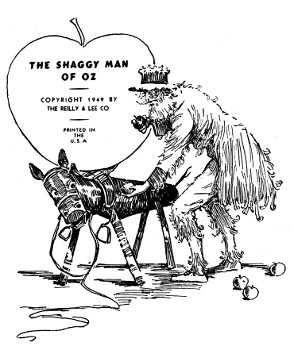 THE SHAGGY MAN
OF OZ
COPYRIGHT 1949 BY
THE REILLY & LEE CO
PRINTED IN
THE
U. S. A